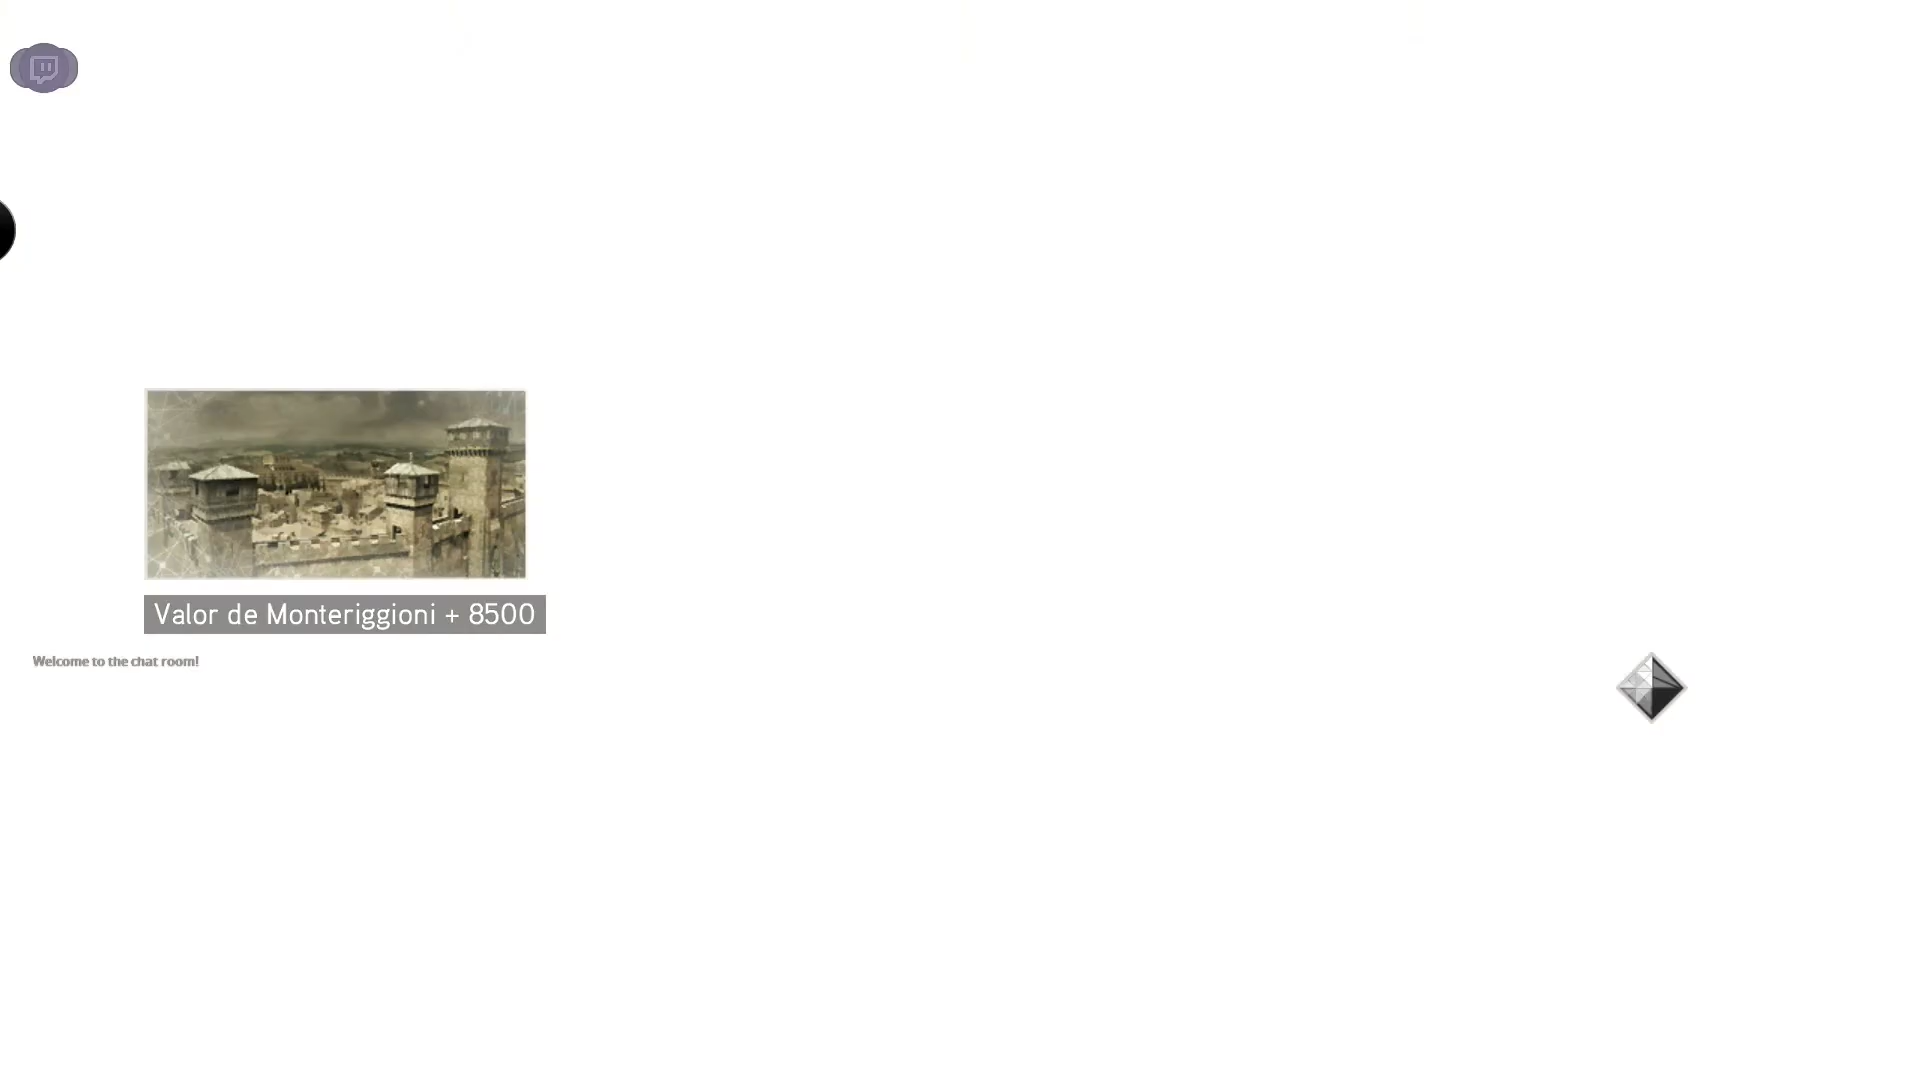 Valor de Monteriggioni + 8500
Welcome to the chat room!